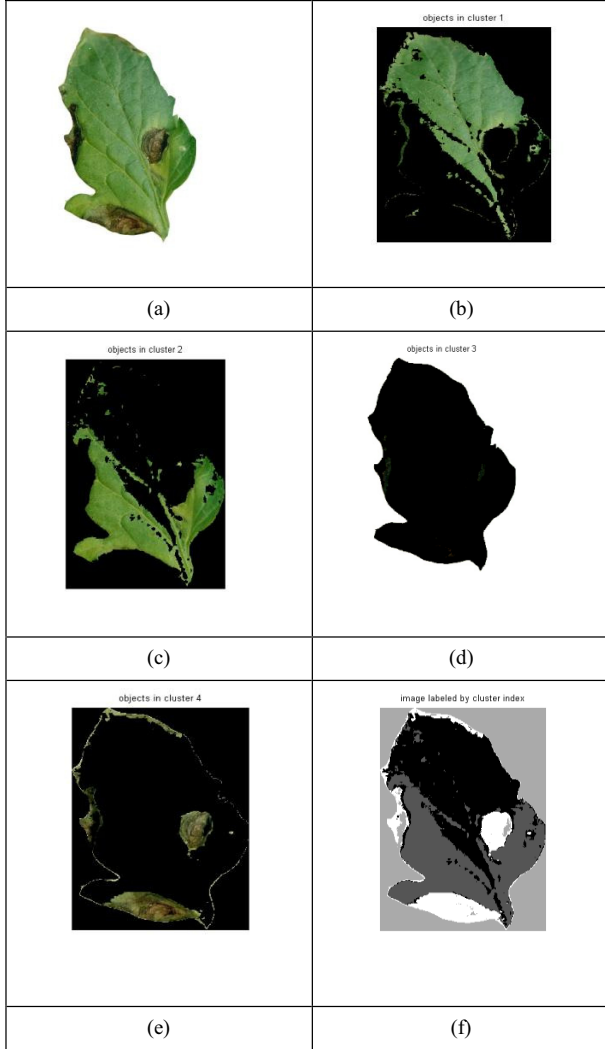 objects in cluster 1
(a)
(b)
objects in cluster 2
objects in cluster 3
(c)
(d)
objects in cluster 4
image labeled by cluster index
(e)
(f)